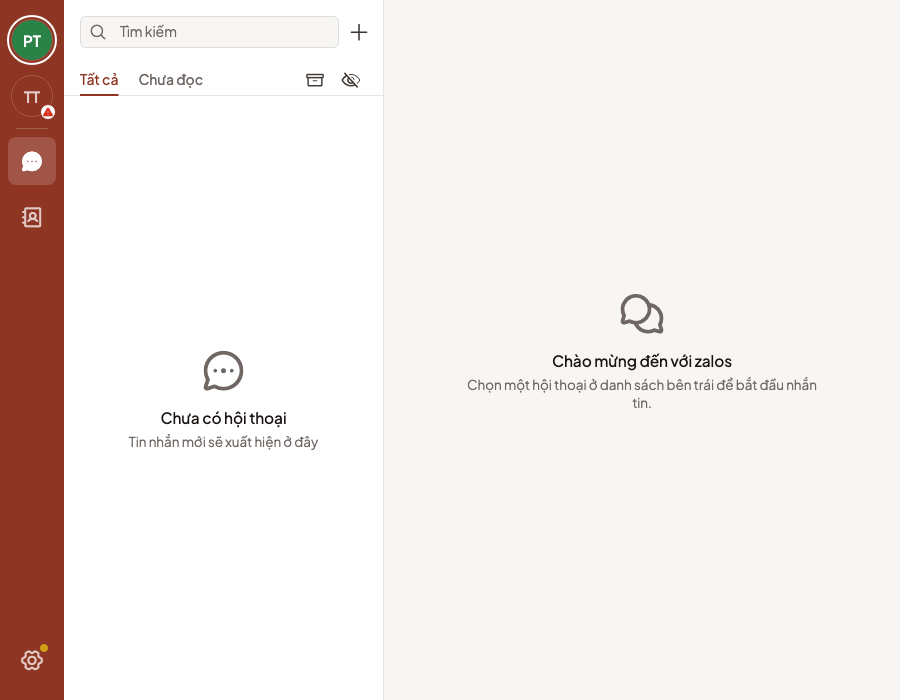 PT
TT
Tìm kiếm
Tất cả
Chưa đọc
Chưa có hội thoại
Tin nhắn mới sẽ xuất hiện ở đây
Chào mừng đến với zalos
Chọn một hội thoại ở danh sách bên trái để bắt đầu nhắn
tin.